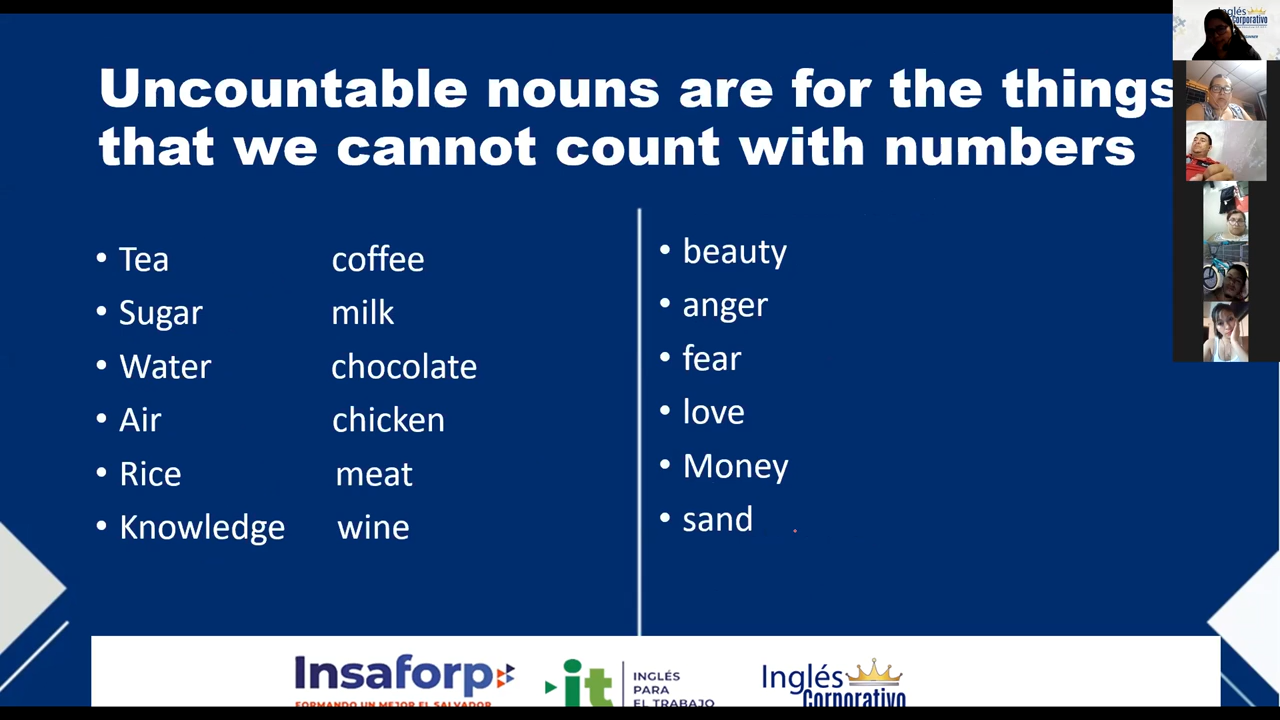 Uncountable nouns are for the things
that we cannot count with numbers
• Tea coffee
• Sugar milk
• Water chocolate
• Air chicken
• Rice meat
• Knowledge wine
• beauty
• anger
• fear
• love
• Money
• sand
Insaforp
FORMANDO UN MEJOR EL SALVADOR
it
INGLÉS
PARA
EL TRABAJO
Inglés
Corporativo
Inglés
Corporativo